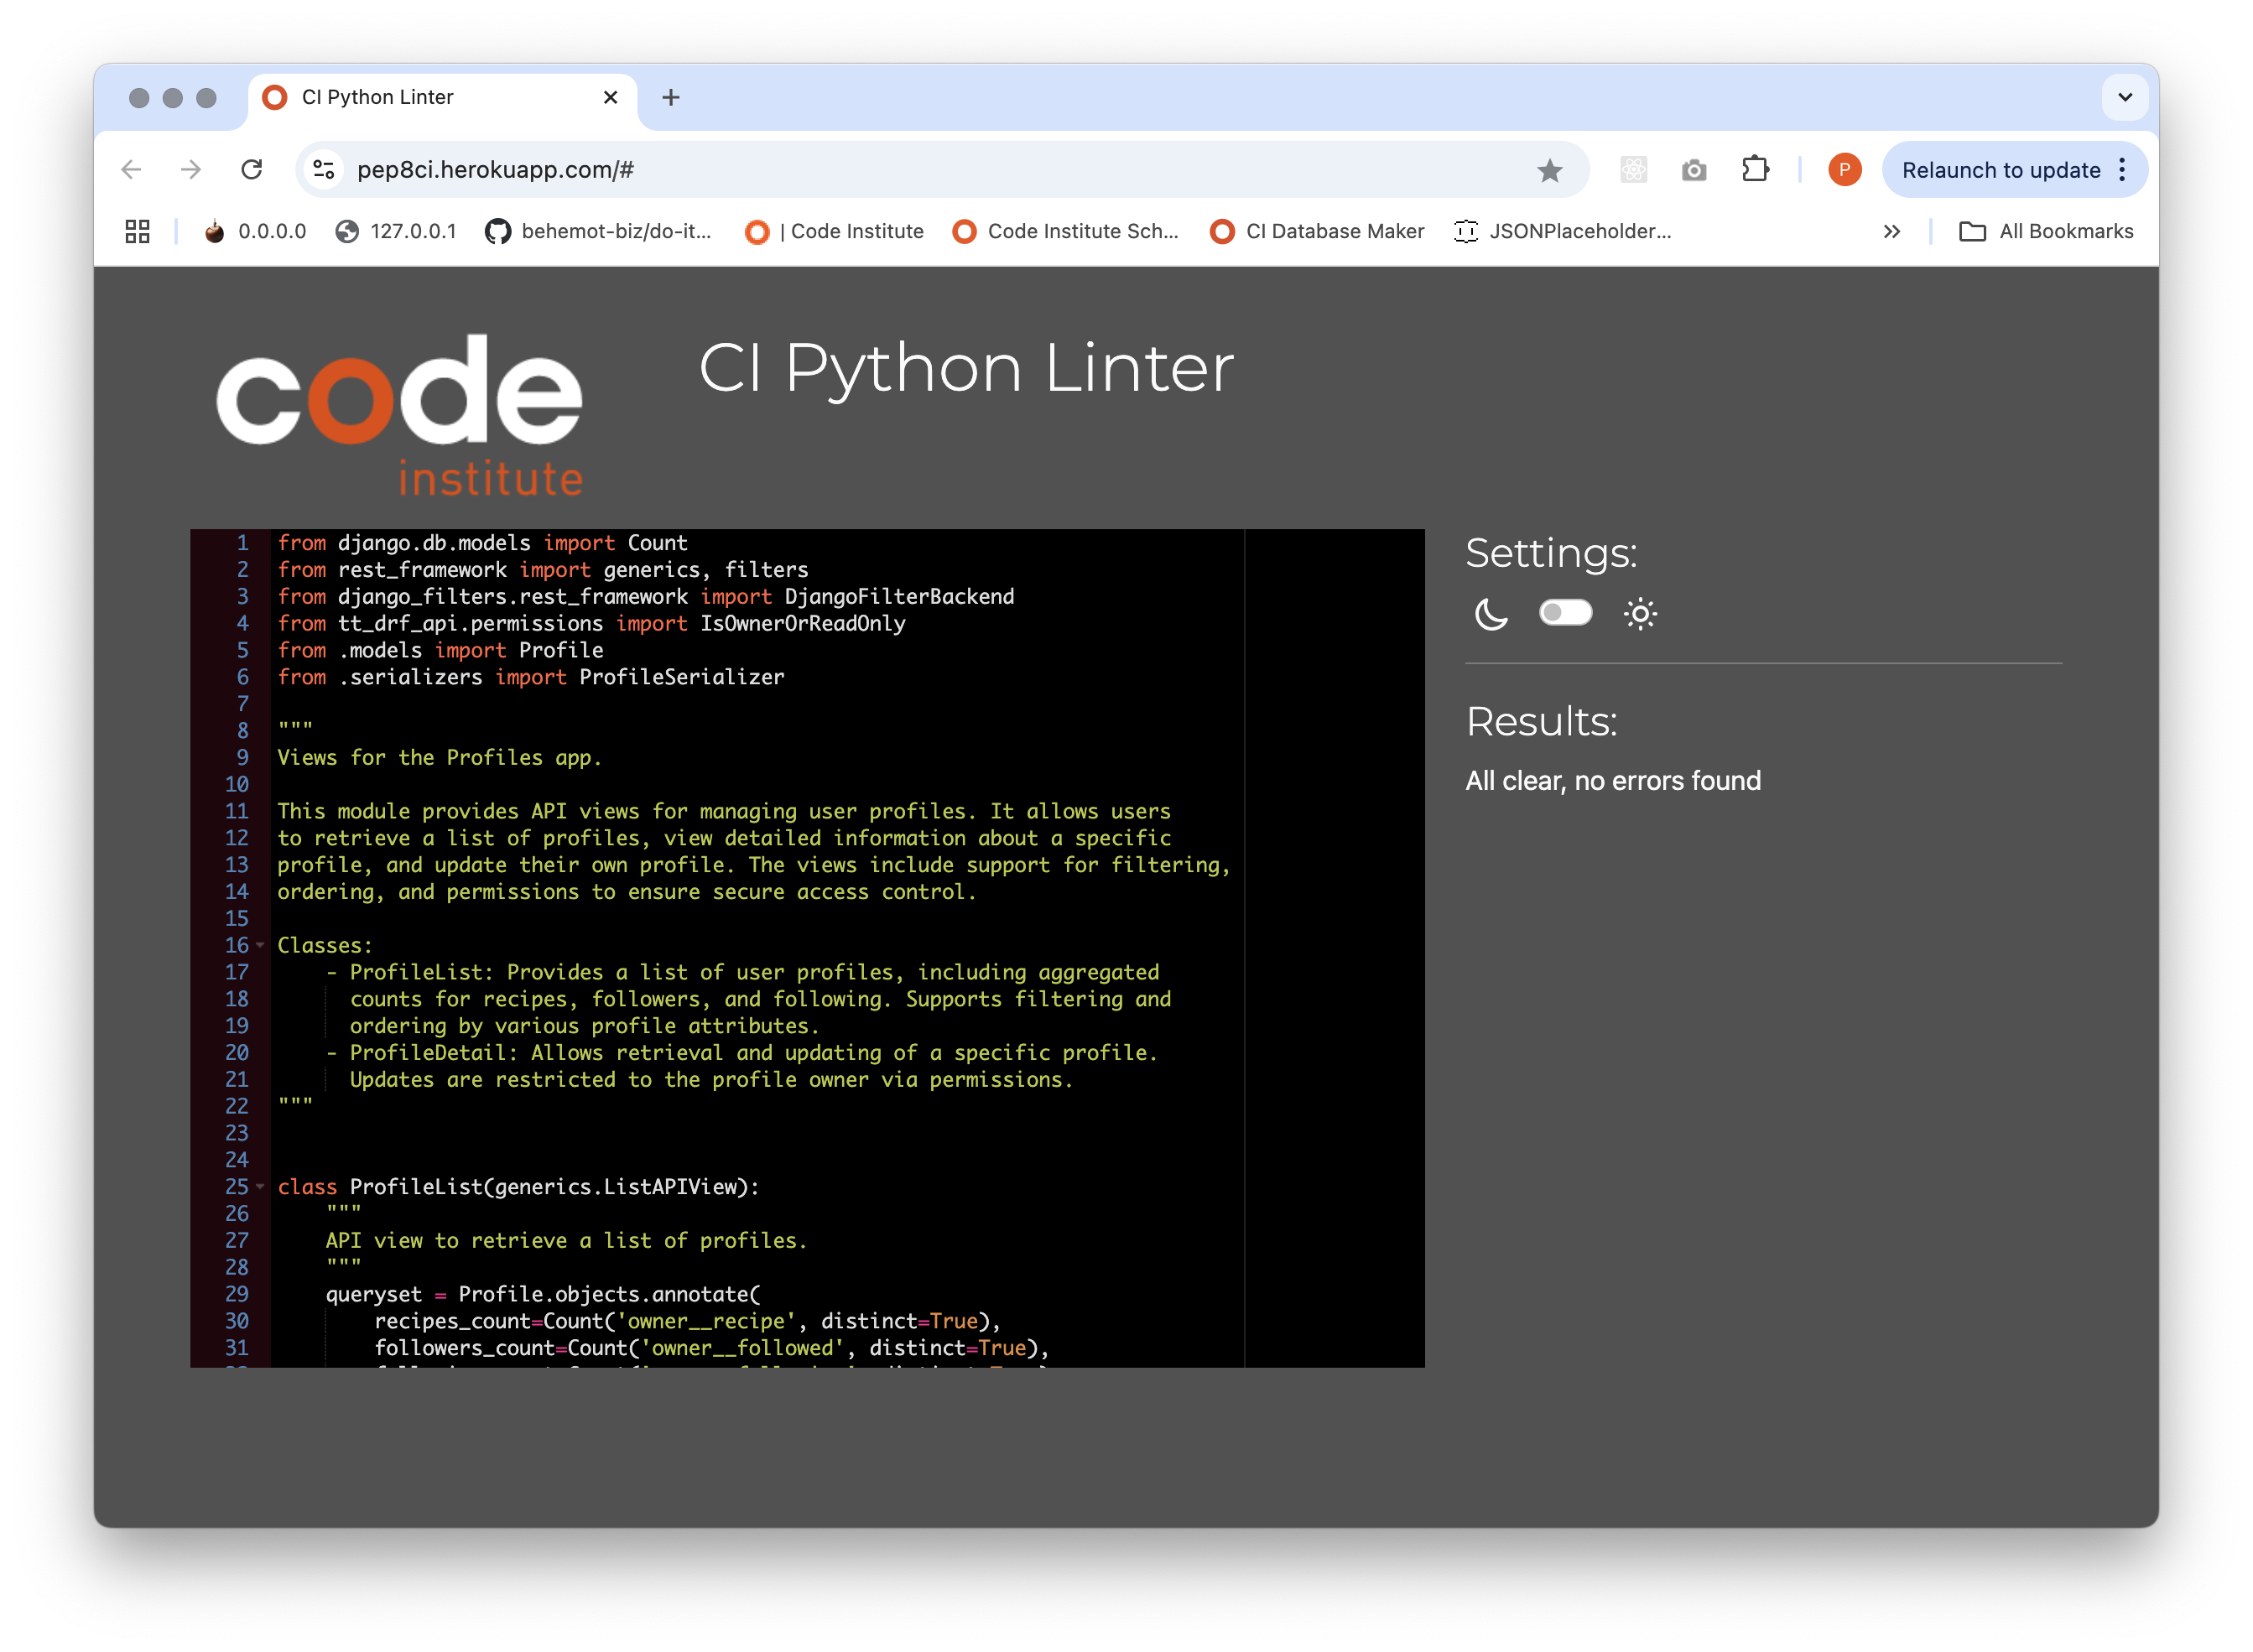 CI Python Linter
pep8ci.herokuapp.com/#
P
Relaunch to update
0.0.0.0
127.0.0.1
behemot-biz/do-it...
| Code Institute
Code Institute Sch...
CI Database Maker
JSONPlaceholder...
All Bookmarks
code
institute
CI Python Linter
1 from django.db.models import Count
2 from rest_framework import generics, filters
3 from django_filters.rest_framework import DjangoFilterBackend
4 from tt_drf_api.permissions import IsOwnerOrReadOnly
5 from .models import Profile
6 from .serializers import ProfileSerializer
7
8 """
9 Views for the Profiles app.
10
11 This module provides API views for managing user profiles. It allows users
12 to retrieve a list of profiles, view detailed information about a specific
13 profile, and update their own profile. The views include support for filtering,
14 ordering, and permissions to ensure secure access control.
15
16 Classes:
17     - ProfileList: Provides a list of user profiles, including aggregated
18       counts for recipes, followers, and following. Supports filtering and
19       ordering by various profile attributes.
20     - ProfileDetail: Allows retrieval and updating of a specific profile.
21       Updates are restricted to the profile owner via permissions.
22 """
23
24
25 class ProfileList(generics.ListAPIView):
26     """
27     API view to retrieve a list of profiles.
28     """
29     queryset = Profile.objects.annotate(
30         recipes_count=Count('owner__recipe', distinct=True),
31         followers_count=Count('owner__followed', distinct=True),
Settings:
Results:
All clear, no errors found